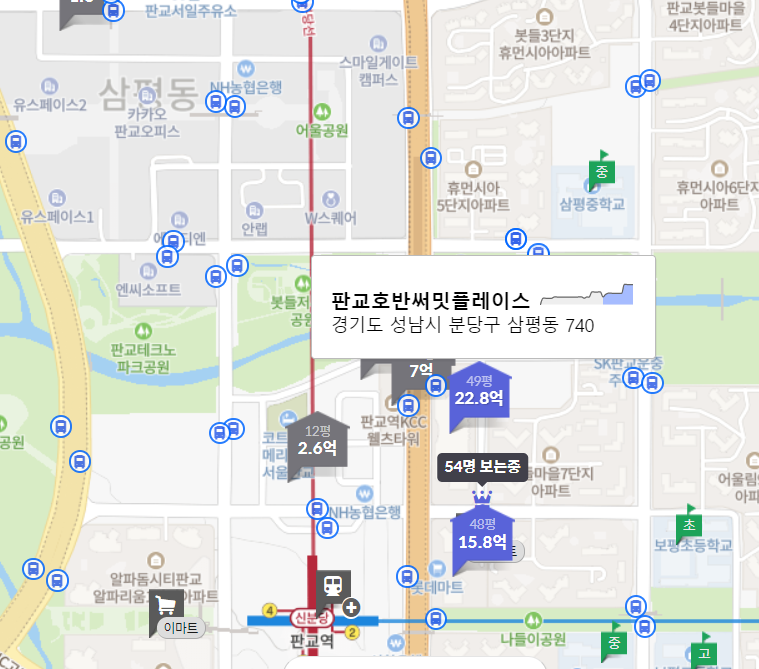 판교서일주유소
봇들3단지
휴먼시아아파트
판교봇들마을
4단지아파트
당선
스마일게이트
캠퍼스
NH농협은행
삼평동
유스페이스2
카카오
판교오피스
어울공원
중
삼평중학교
휴먼시아
5단지아파트
휴먼시아6단지
아파트
유스페이스1
안랩
W스퀘어
엔씨소프트
판교호반써밋플레이스
경기도 성남시 분당구 삼평동 740
판교테크노
파크공원
SK판교운중
7억
49평
22.8억
12평
2.6억
판교역KCC
웰츠타워
공원
54명 보는중
들마을7단지
아파트
48평
15.8억
NH농협은행
초
보평초등학교
알파돔시티판교
이마트
롯데마트
4
신분당
2
판교역
나들이공원
중
고